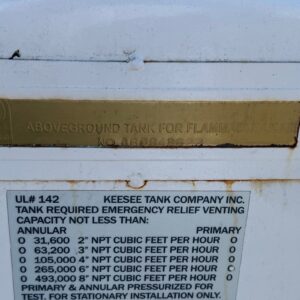 ABOVEGROUND TANK FOR FLAMMABLE
NO.
UL# 142 KEESEE TANK COMPANY INC.
TANK REQUIRED EMERGENCY RELIEF VENTING
CAPACITY NOT LESS THAN:
ANNULAR PRIMARY
O 31,600 2" NPT CUBIC FEET PER HOUR O
O 63,200 .3" NPT CUBIC FEET PER HOUR O
O 105,000 4" NPT CUBIC FEET PER HOUR O
O 265,000 6" NPT CUBIC FEET PER HOUR O
O 493,000 8" NPT CUBIC FEET PER HOUR O
PRIMARY & ANNULAR PRESSURIZED FOR
TEST. FOR STATIONARY INSTALLATION ONLY.